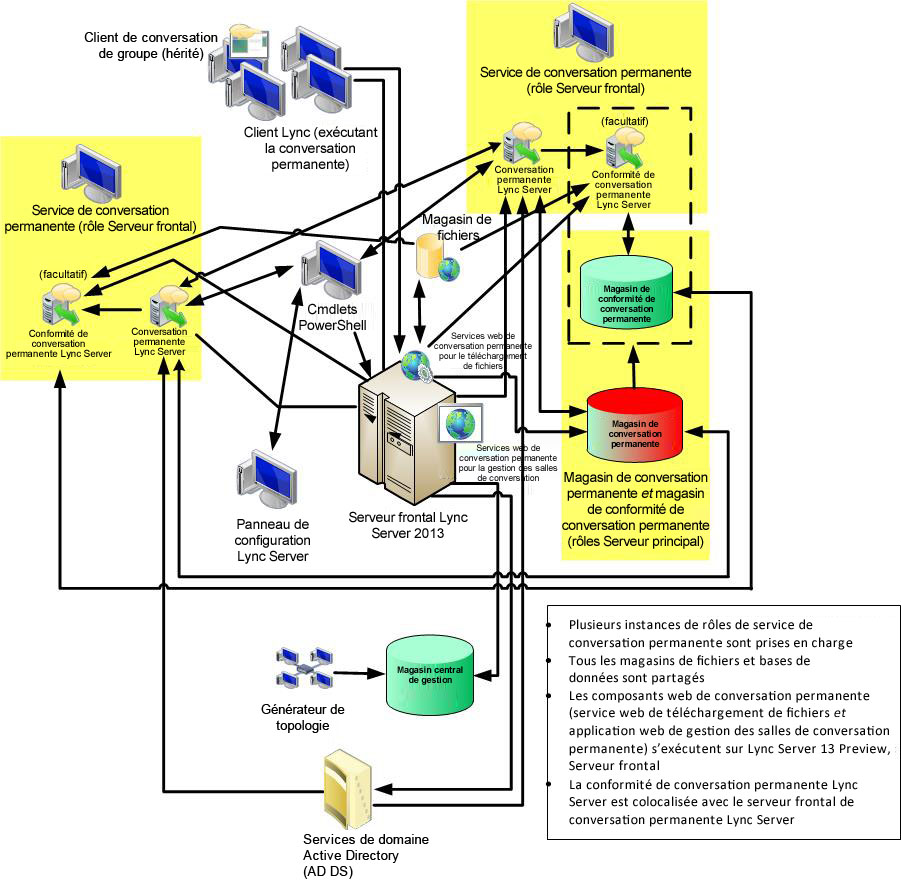 Client de conversation
de groupe (hérité)
Client Lync (exécutant
la conversation
permanente)
Service de conversation permanente
(rôle Serveur frontal)
(facultatif)
Conversation
permanente
Lync Server
Conformité de
conversation
permanente
Lync Server
Service de conversation
permanente (rôle Serveur frontal)
(facultatif)
Conformité de
conversation
permanente Lync Server
Conversation
permanente
Lync Server
Magasin de
fichiers
Cmdlets
PowerShell
Services web de
conversation permanente
pour le téléchargement
de fichiers
Magasin de
conformité de
conversation
permanente
Magasin de
conversation
permanente
Services web de
conversation permanente
pour la gestion des salles
de conversation
Magasin de conversation
permanente et magasin
de conformité de
conversation permanente
(rôles Serveur principal)
Panneau de
configuration
Lync Server
Serveur frontal Lync
Server 2013
Magasin central
de gestion
Générateur de
topologie
Services de domaine
Active Directory
(AD DS)
• Plusieurs instances de rôles de service de
conversation permanente sont prises en charge
• Tous les magasins de fichiers et bases de
données sont partagés
• Les composants web de conversation permanente
(service web de téléchargement de fichiers et
application web de gestion des salles de conversation
permanente) s’exécutent sur Lync Server 13 Preview,
Serveur frontal
• La conformité de conversation permanente Lync
Server est colocalisée avec le serveur frontal de
conversation permanente Lync Server